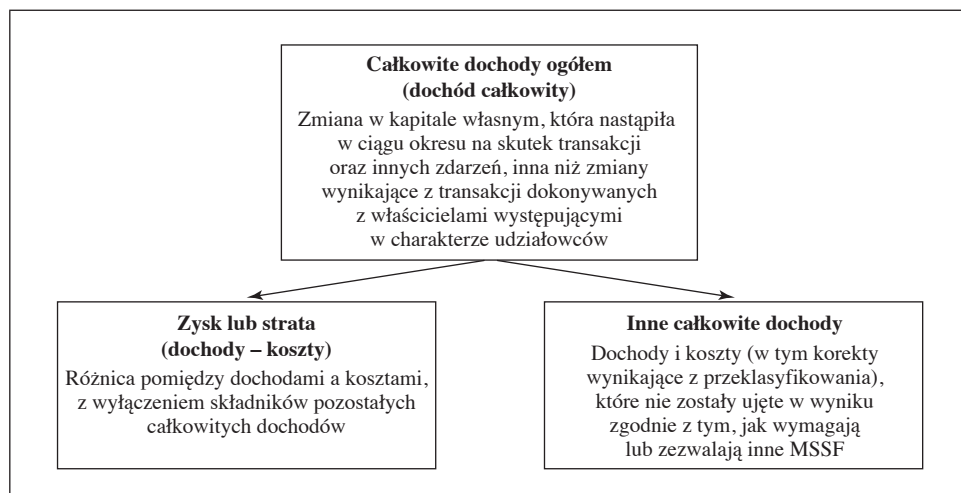 Całkowite dochody ogółem
(dochód całkowity)
Zmiana w kapitale własnym, która nastąpiła
w ciągu okresu na skutek transakcji
oraz innych zdarzeń, inna niż zmiany
wynikające z transakcji dokonywanych
z właścicielami występującymi
w charakterze udziałowców
Zysk lub strata
(dochody – koszty)
Różnica pomiędzy dochodami a kosztami,
z wyłączeniem składników pozostałych
całkowitych dochodów
Inne całkowite dochody
Dochody i koszty (w tym korekty
wynikające z przeklasyfikowania),
które nie zostały ujęte w wyniku
zgodnie z tym, jak wymagają
lub zezwalają inne MSSF